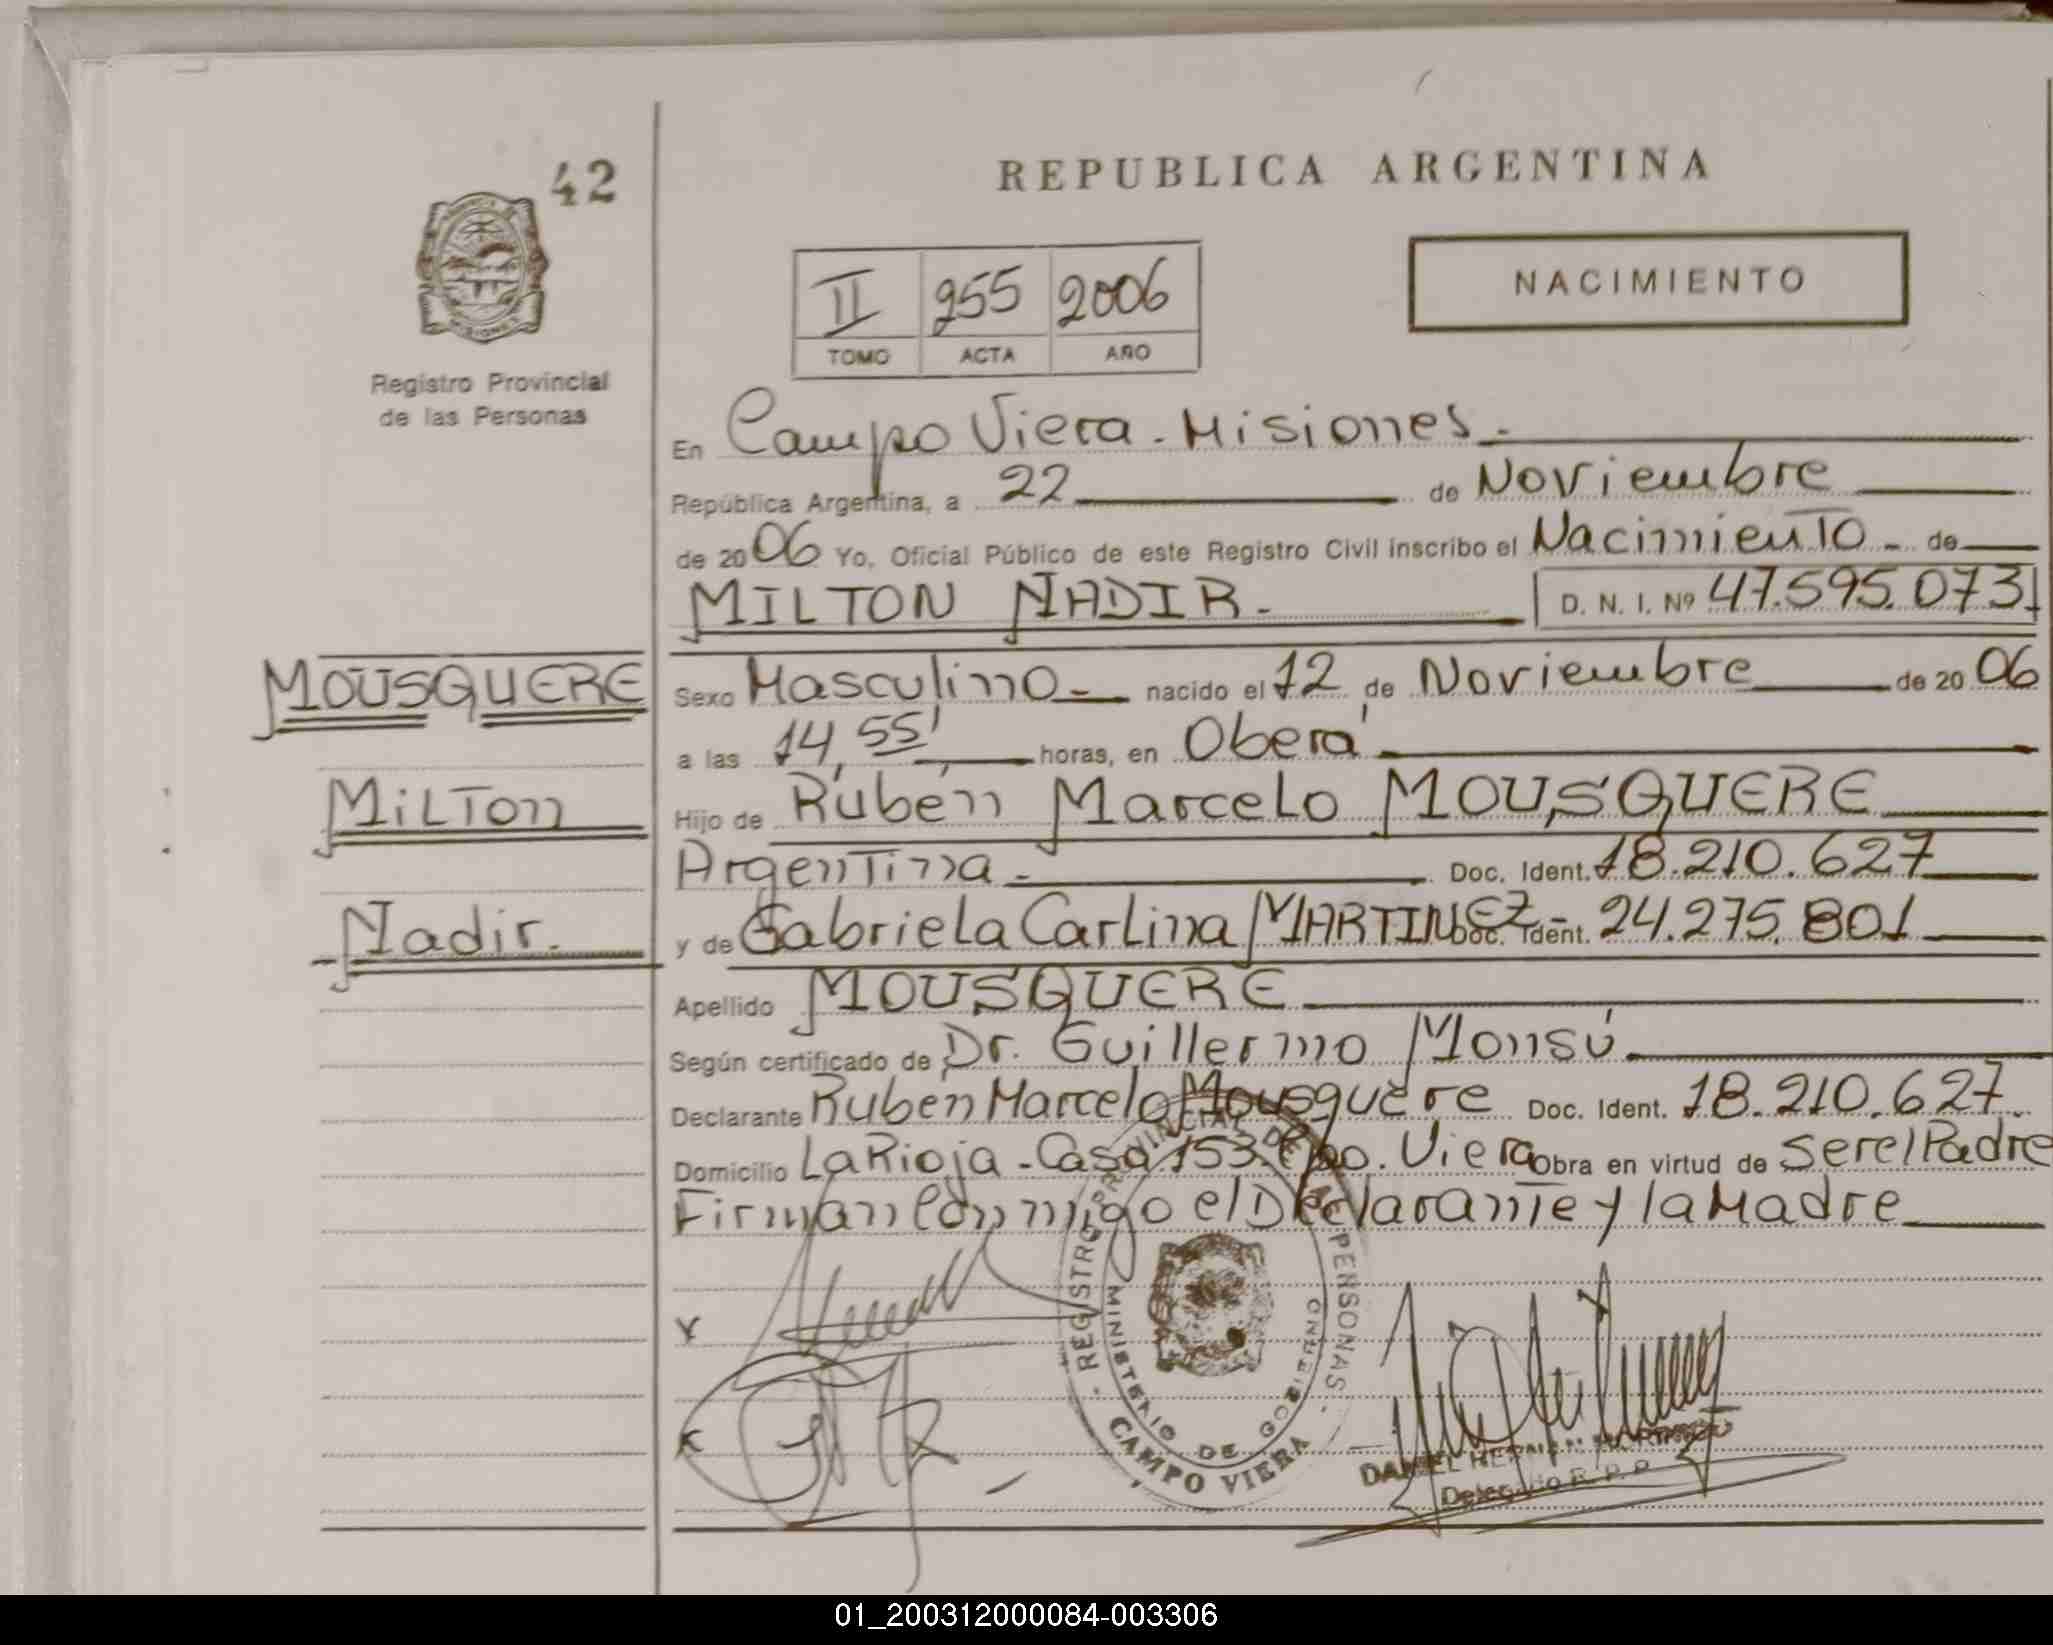 42
REPUBLICA ARGENTINA
II 255 2006
TOMO ACTA AÑO
NACIMIENTO
Registro Provincial
de las Personas
En Campo Viera - Misiones.-
República Argentina, a 22 de Noviembre
de 2006 Yo, Oficial Público de este Registro Civil inscribo el Nacimiento - de
MILTON NADIR.- D. N. I. Nº 47.595.073
MOUSQUERE
Milton
Nadir.
Sexo Masculino - nacido el 12 de Noviembre de 2006
a las 14,55' horas, en Oberá
Hijo de Rubén Marcelo MOUSQUERE
Argentina - Doc. Ident. 18.210.627
y de Gabriela Carlina MARTINEZ - Doc. Ident. 24.275.801
Apellido MOUSQUERE
Según certificado de Dr. Guillermo Monsú
Declarante Rubén Marcelo Mousquere Doc. Ident. 18.210.627.
Domicilio La Rioja - Casa 153. Cpo. Viera Obra en virtud de ser el Padre
Firman conmigo el Declarante y la Madre
- REGISTRO PROVINCIAL DE LAS PERSONAS -
MINISTERIO DE GOBIERNO
CAMPO VIERA
DANIEL
Delegado R.P.P.
01_200312000084-003306